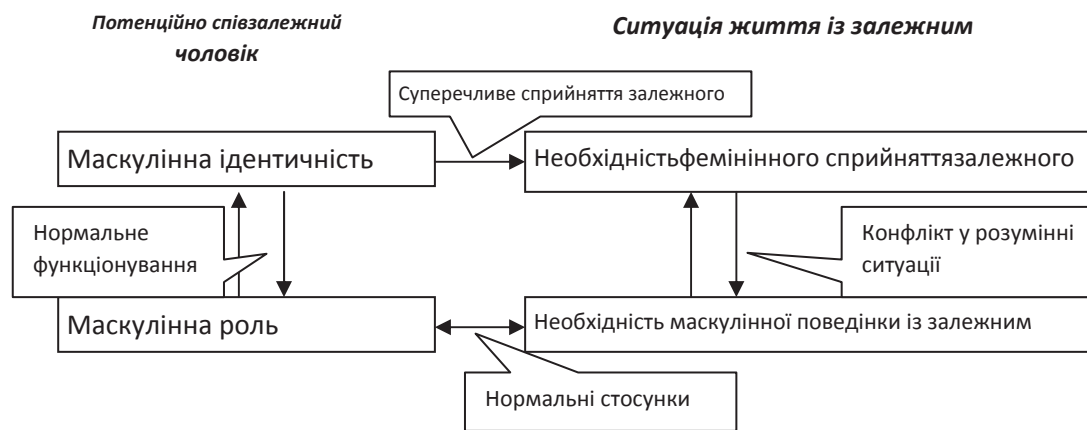 Потенційно співзалежний
чоловік
Ситуація життя із залежним
Суперечливе сприйняття залежного
Маскулінна ідентичність
Необхідністьфемінінного сприйняттязалежного
Нормальне
функціонування
Конфлікт у розумінні
ситуації
Маскулінна роль
Необхідність маскулінної поведінки із залежним
Нормальні стосунки